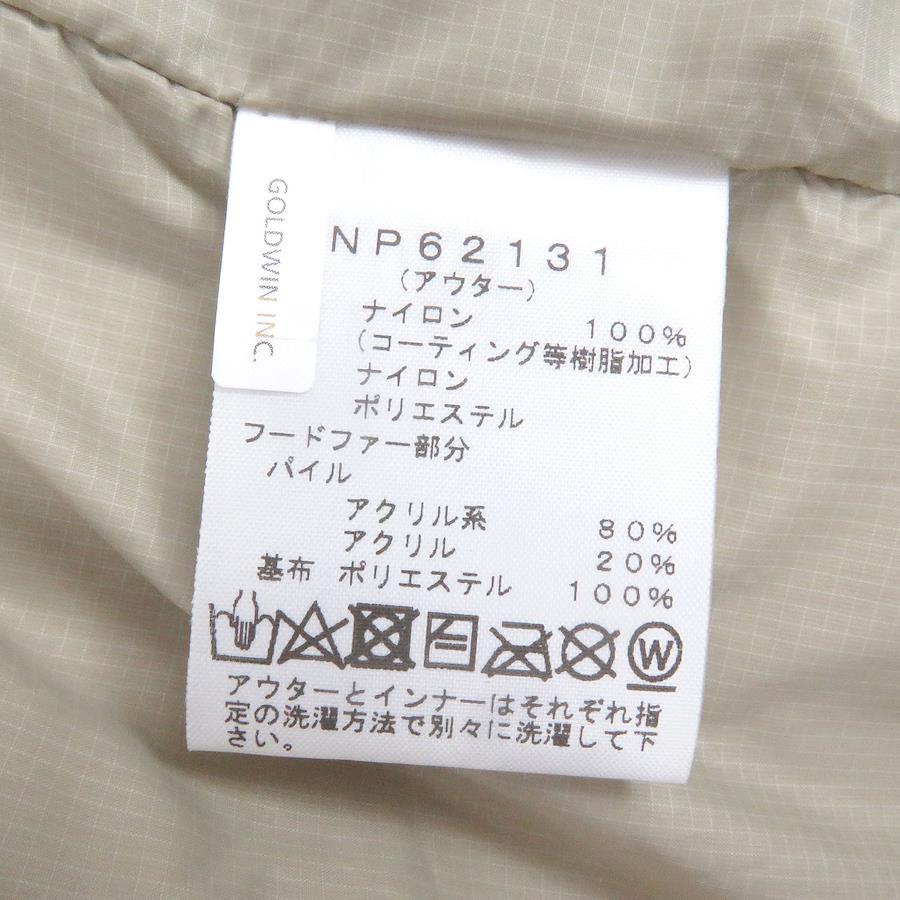 GOLDWIN INC.
NP62131
(アウター)
ナイロン 100%
(コーティング等樹脂加工)
ナイロン
ポリエステル
フードファー部分
パイル
アクリル系 80%
アクリル 20%
基布 ポリエステル 100%
W
アウターとインナーはそれぞれ指
定の洗濯方法で別々に洗濯して下
さい。